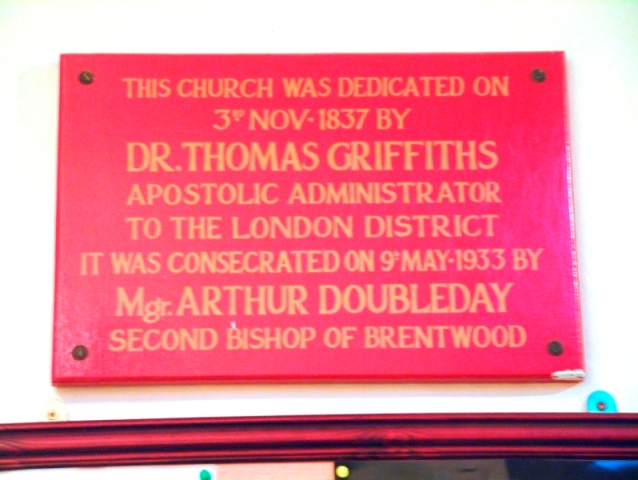 THIS CHURCH WAS DEDICATED ON
3RD NOV·1837 BY
DR.THOMAS GRIFFITHS
APOSTOLIC ADMINISTRATOR
TO THE LONDON DISTRICT
IT WAS CONSECRATED ON 9TH MAY·1933 BY
Mgr. ARTHUR DOUBLEDAY
SECOND BISHOP OF BRENTWOOD